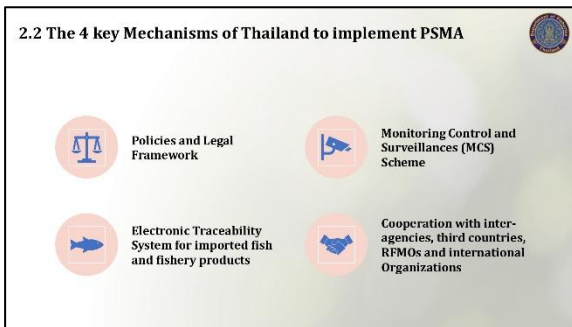 2.2 The 4 key Mechanisms of Thailand to implement PSMA
Policies and Legal
Framework
Monitoring Control and
Surveillances (MCS)
Scheme
Electronic Traceability
System for imported fish
and fishery products
Cooperation with inter-
agencies, third countries,
RFMOs and international
Organizations